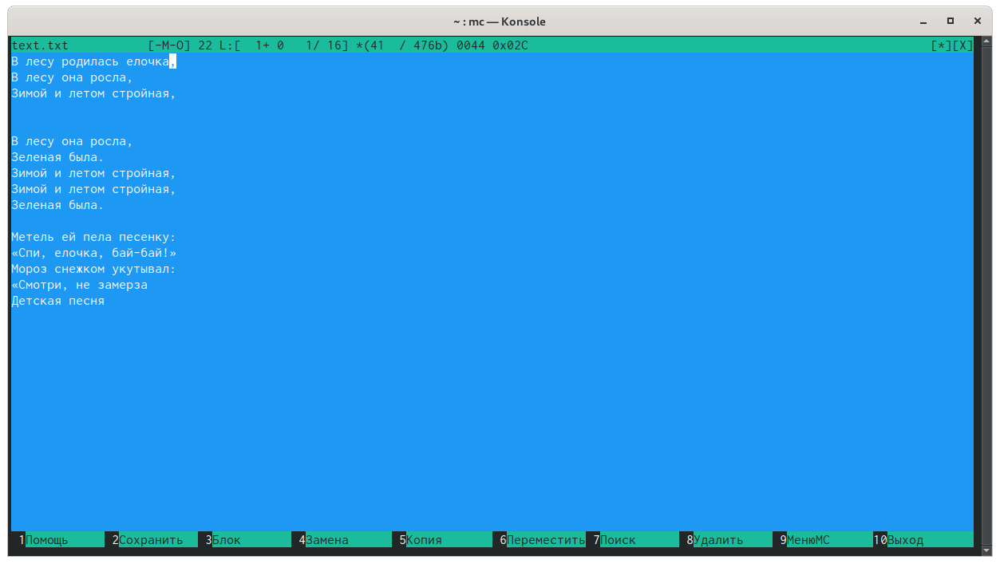 ~ : mc — Konsole
text.txt [-M-O] 22 L:[ 1+ 0 1/ 16] *(41 / 476b) 0044 0x02C [*][X]
В лесу родилась елочка,
В лесу она росла,
Зимой и летом стройная,
В лесу она росла,
Зеленая была.
Зимой и летом стройная,
Зимой и летом стройная,
Зеленая была.
Метель ей пела песенку:
«Спи, елочка, бай-бай!»
Мороз снежком укутывал:
«Смотри, не замерза
Детская песня
1Помощь 2Сохранить 3Блок 4Замена 5Копия 6Переместить 7Поиск 8Удалить 9МенюMC 10Выход